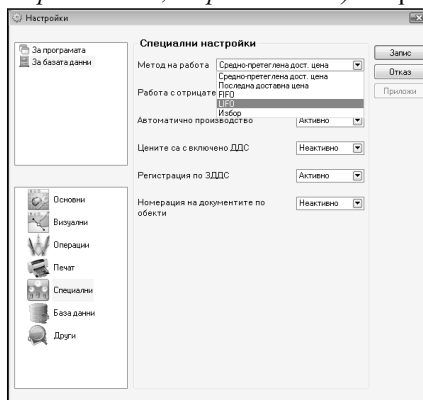 Настройки
За програмата
За базата данни
Специални настройки
Метод на работа Средно-претеглена дост. цена
Средно-претеглена дост. цена
Последна доставна цена
Работа с отрицате FIFO
LIFO
Избор
Автоматично производство Активно
Цените са с включено ДДС Неактивно
Регистрация по ЗДДС Активно
Номерация на документите по обекти Неактивно
Запис
Отказ
Приложи
Основни
Визуални
Операции
Печат
Специални
База данни
Други